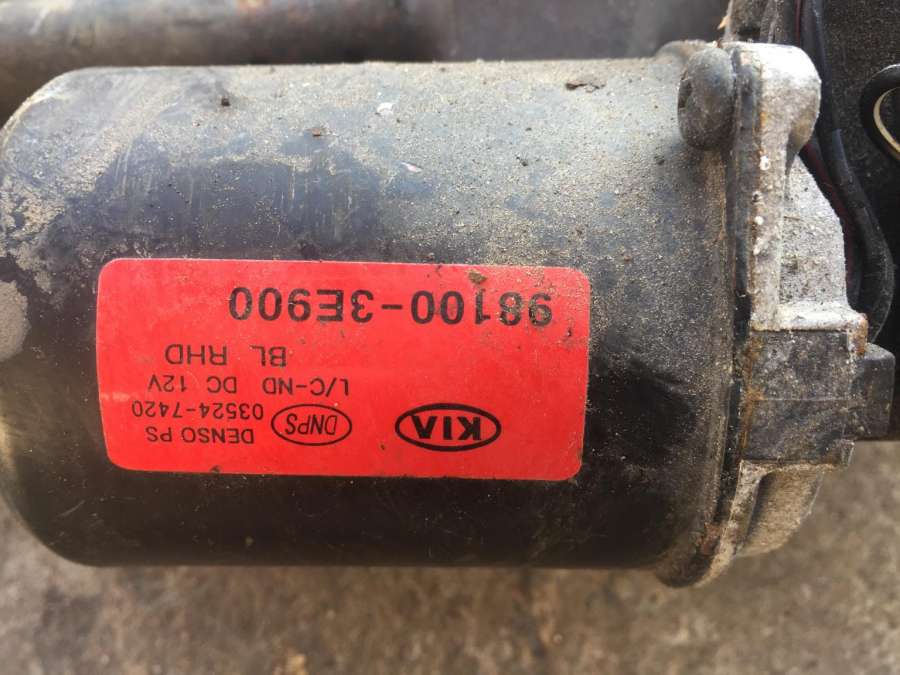 KIA
DNPS
DENSO PS
03524-7420
L/C-ND DC 12V
BL RHD
98100-3E900